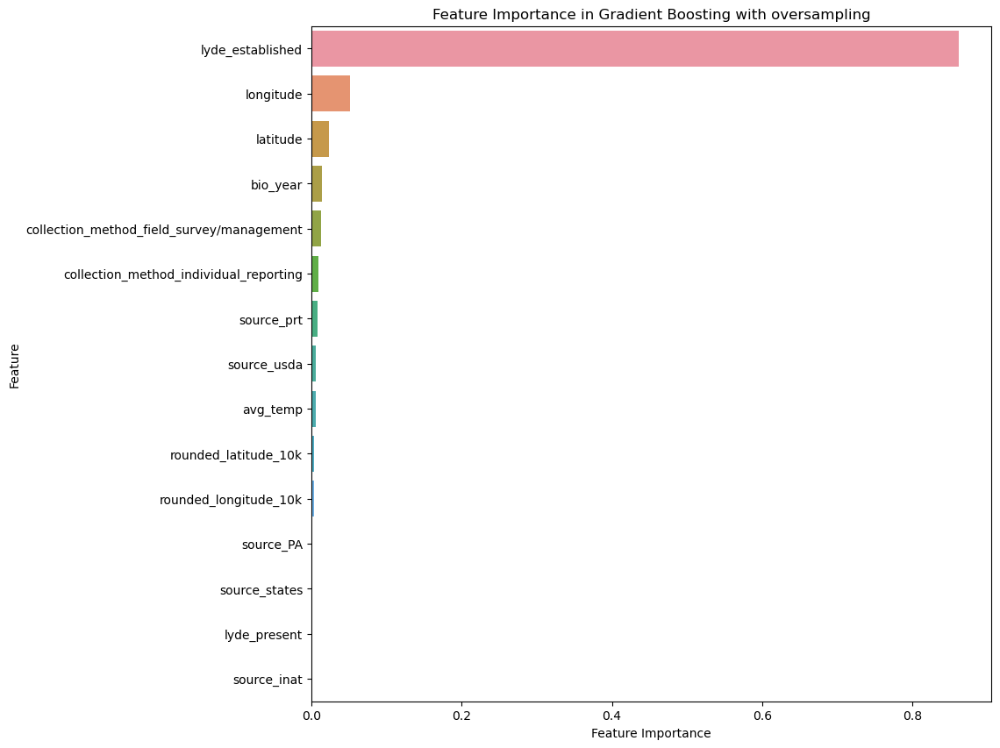 Feature Importance in Gradient Boosting with oversampling
lyde_established
longitude
latitude
bio_year
collection_method_field_survey/management
collection_method_individual_reporting
source_prt
source_usda
avg_temp
rounded_latitude_10k
rounded_longitude_10k
source_PA
source_states
lyde_present
source_inat
Feature
0.0 0.2 0.4 0.6 0.8
Feature Importance